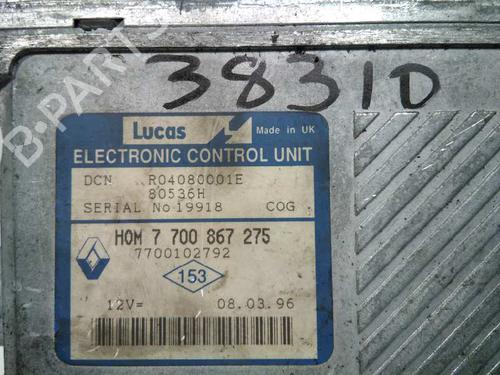 38310
B-PARTS
Lucas
Made in UK
ELECTRONIC CONTROL UNIT
DCN R04080001E
80536H
SERIAL No 19918 COG
HOM 7 700 867 275
7700102792
153
12V= 08.03.96